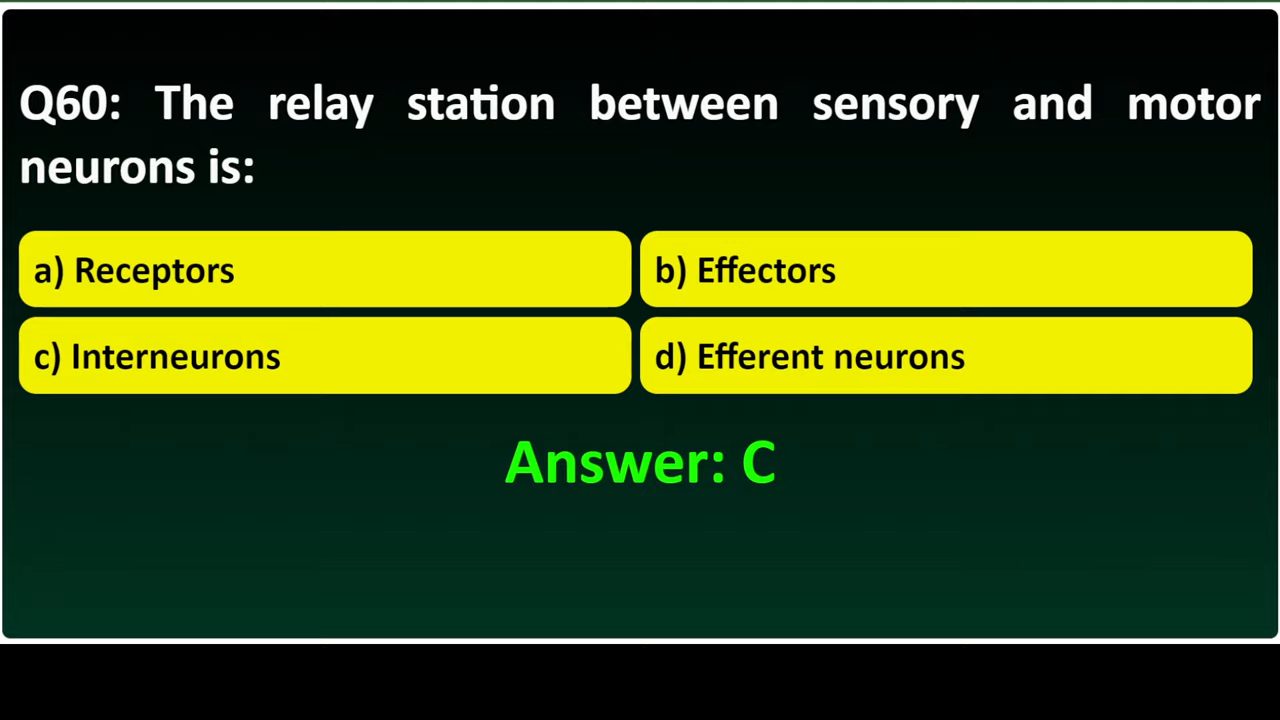 Q60: The relay station between sensory and motor
neurons is:
a) Receptors
b) Effectors
c) Interneurons
d) Efferent neurons
Answer: C